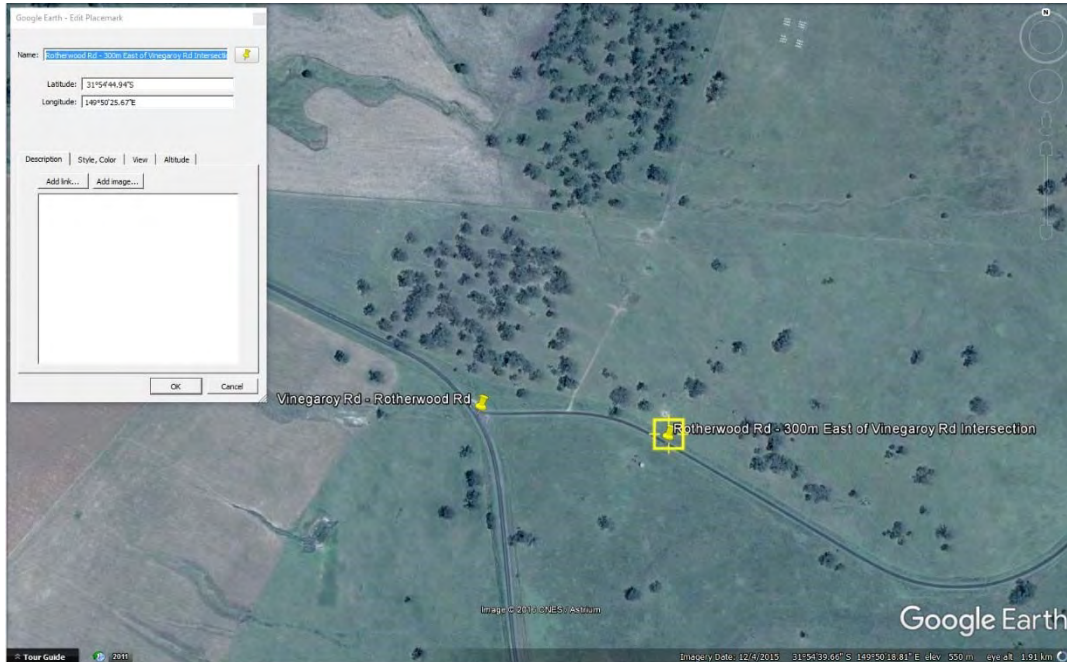 Google Earth - Edit Placemark
Name: Rotherwood Rd - 300m East of Vinegaroy Rd Intersecti
Latitude: 31°54'44.94"S
Longitude: 149°50'25.67"E
Description Style, Color View Altitude
Add link... Add image...
OK Cancel
N
Vinegaroy Rd - Rotherwood Rd
Rotherwood Rd - 300m East of Vinegaroy Rd Intersection
Image © 2016 CNES / Astrium
Google Earth
Tour Guide 2011 Imagery Date: 12/4/2015 31°54'39.66" S 149°50'18.81" E elev 550 m eye alt 1.91 km